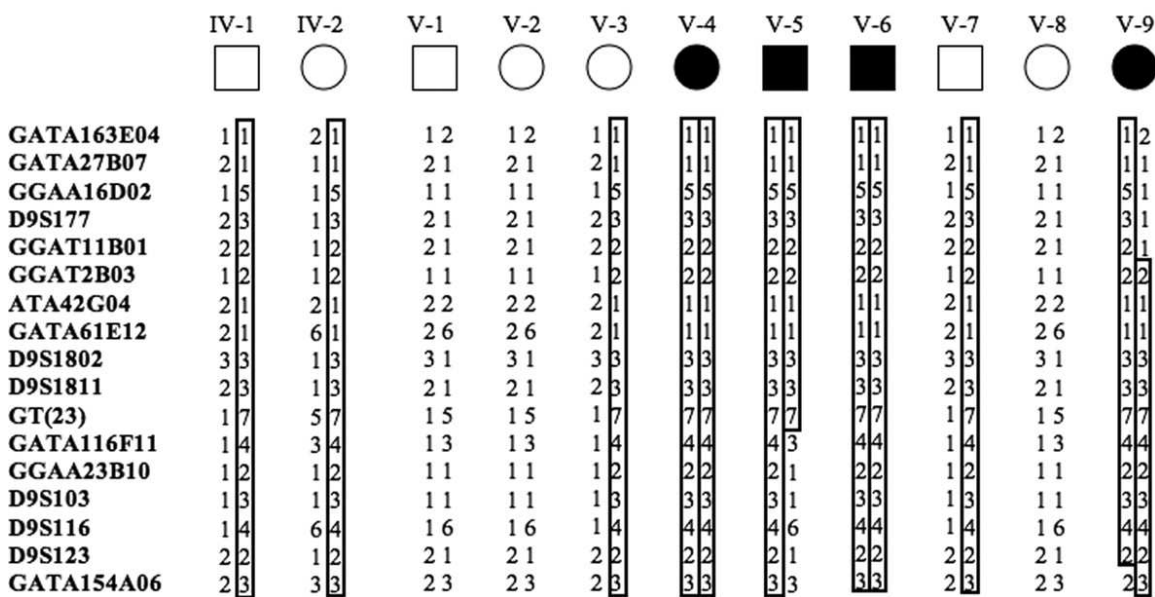 IV-1 IV-2 V-1 V-2 V-3 V-4 V-5 V-6 V-7 V-8 V-9
GATA163E04 1 1 2 1 1 2 1 2 1 1 1 1 1 1 1 1 1 1 1 2 1 2
GATA27B07 2 1 1 1 2 1 2 1 2 1 1 1 1 1 1 1 2 1 2 1 1 1
GGAA16D02 1 5 1 5 1 1 1 1 1 5 5 5 5 5 5 5 1 5 1 1 5 1
D9S177 2 3 1 3 2 1 2 1 2 3 3 3 3 3 3 3 2 3 2 1 3 1
GGAT11B01 2 2 1 2 2 1 2 1 2 2 2 2 2 2 2 2 2 2 2 1 2 1
GGAT2B03 1 2 1 2 1 1 1 1 1 2 2 2 2 2 2 2 1 2 1 1 2 2
ATA42G04 2 1 2 1 2 2 2 2 2 1 1 1 1 1 1 1 2 1 2 2 1 1
GATA61E12 2 1 6 1 2 6 2 6 2 1 1 1 1 1 1 1 2 1 2 6 1 1
D9S1802 3 3 1 3 3 1 3 1 3 3 3 3 3 3 3 3 3 3 3 1 3 3
D9S1811 2 3 1 3 2 1 2 1 2 3 3 3 3 3 3 3 2 3 2 1 3 3
GT(23) 1 7 5 7 1 5 1 5 1 7 7 7 7 7 7 7 1 7 1 5 7 7
GATA116F11 1 4 3 4 1 3 1 3 1 4 4 4 4 3 4 4 1 4 1 3 4 4
GGAA23B10 1 2 1 2 1 1 1 1 1 2 2 2 2 1 2 2 1 2 1 1 2 2
D9S103 1 3 1 3 1 1 1 1 1 3 3 3 3 1 3 3 1 3 1 1 3 3
D9S116 1 4 6 4 1 6 1 6 1 4 4 4 4 6 4 4 1 4 1 6 4 4
D9S123 2 2 1 2 2 1 2 1 2 2 2 2 2 1 2 2 2 2 2 1 2 2
GATA154A06 2 3 3 3 2 3 2 3 2 3 3 3 3 3 3 3 2 3 2 3 2 3